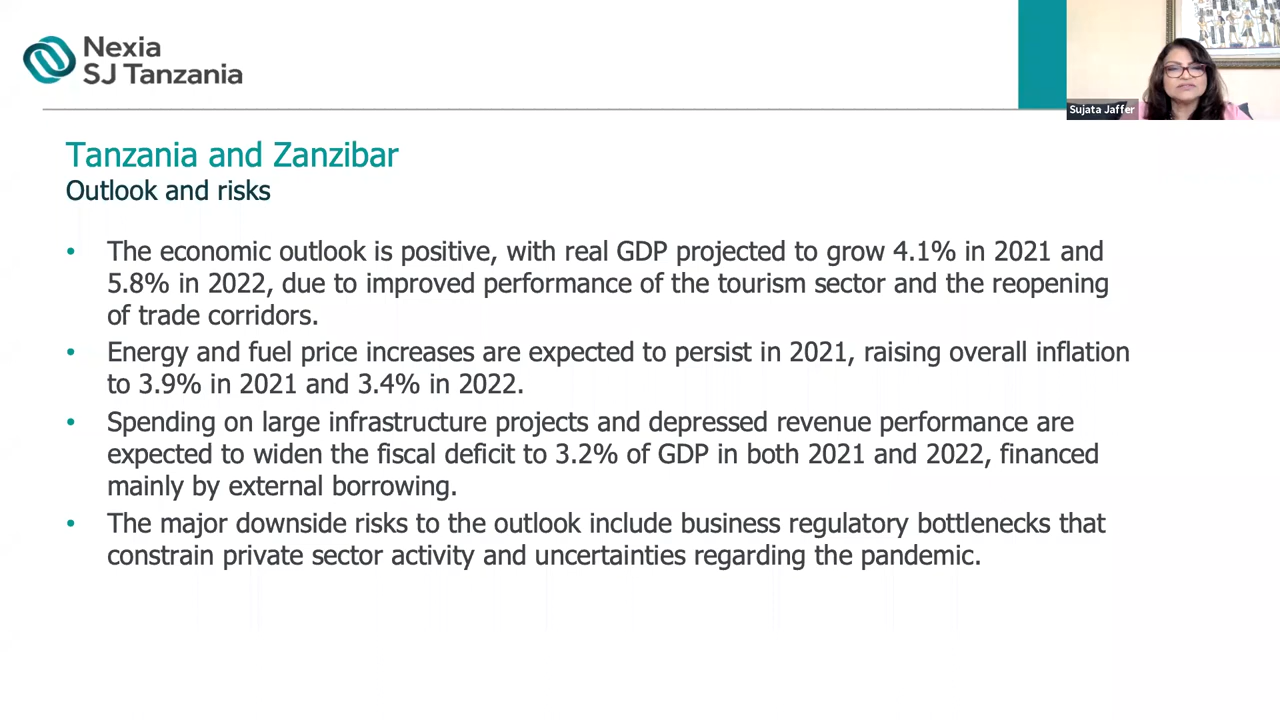 Nexia
SJ Tanzania
Sujata Jaffer
Tanzania and Zanzibar
Outlook and risks
• The economic outlook is positive, with real GDP projected to grow 4.1% in 2021 and
5.8% in 2022, due to improved performance of the tourism sector and the reopening
of trade corridors.
• Energy and fuel price increases are expected to persist in 2021, raising overall inflation
to 3.9% in 2021 and 3.4% in 2022.
• Spending on large infrastructure projects and depressed revenue performance are
expected to widen the fiscal deficit to 3.2% of GDP in both 2021 and 2022, financed
mainly by external borrowing.
• The major downside risks to the outlook include business regulatory bottlenecks that
constrain private sector activity and uncertainties regarding the pandemic.